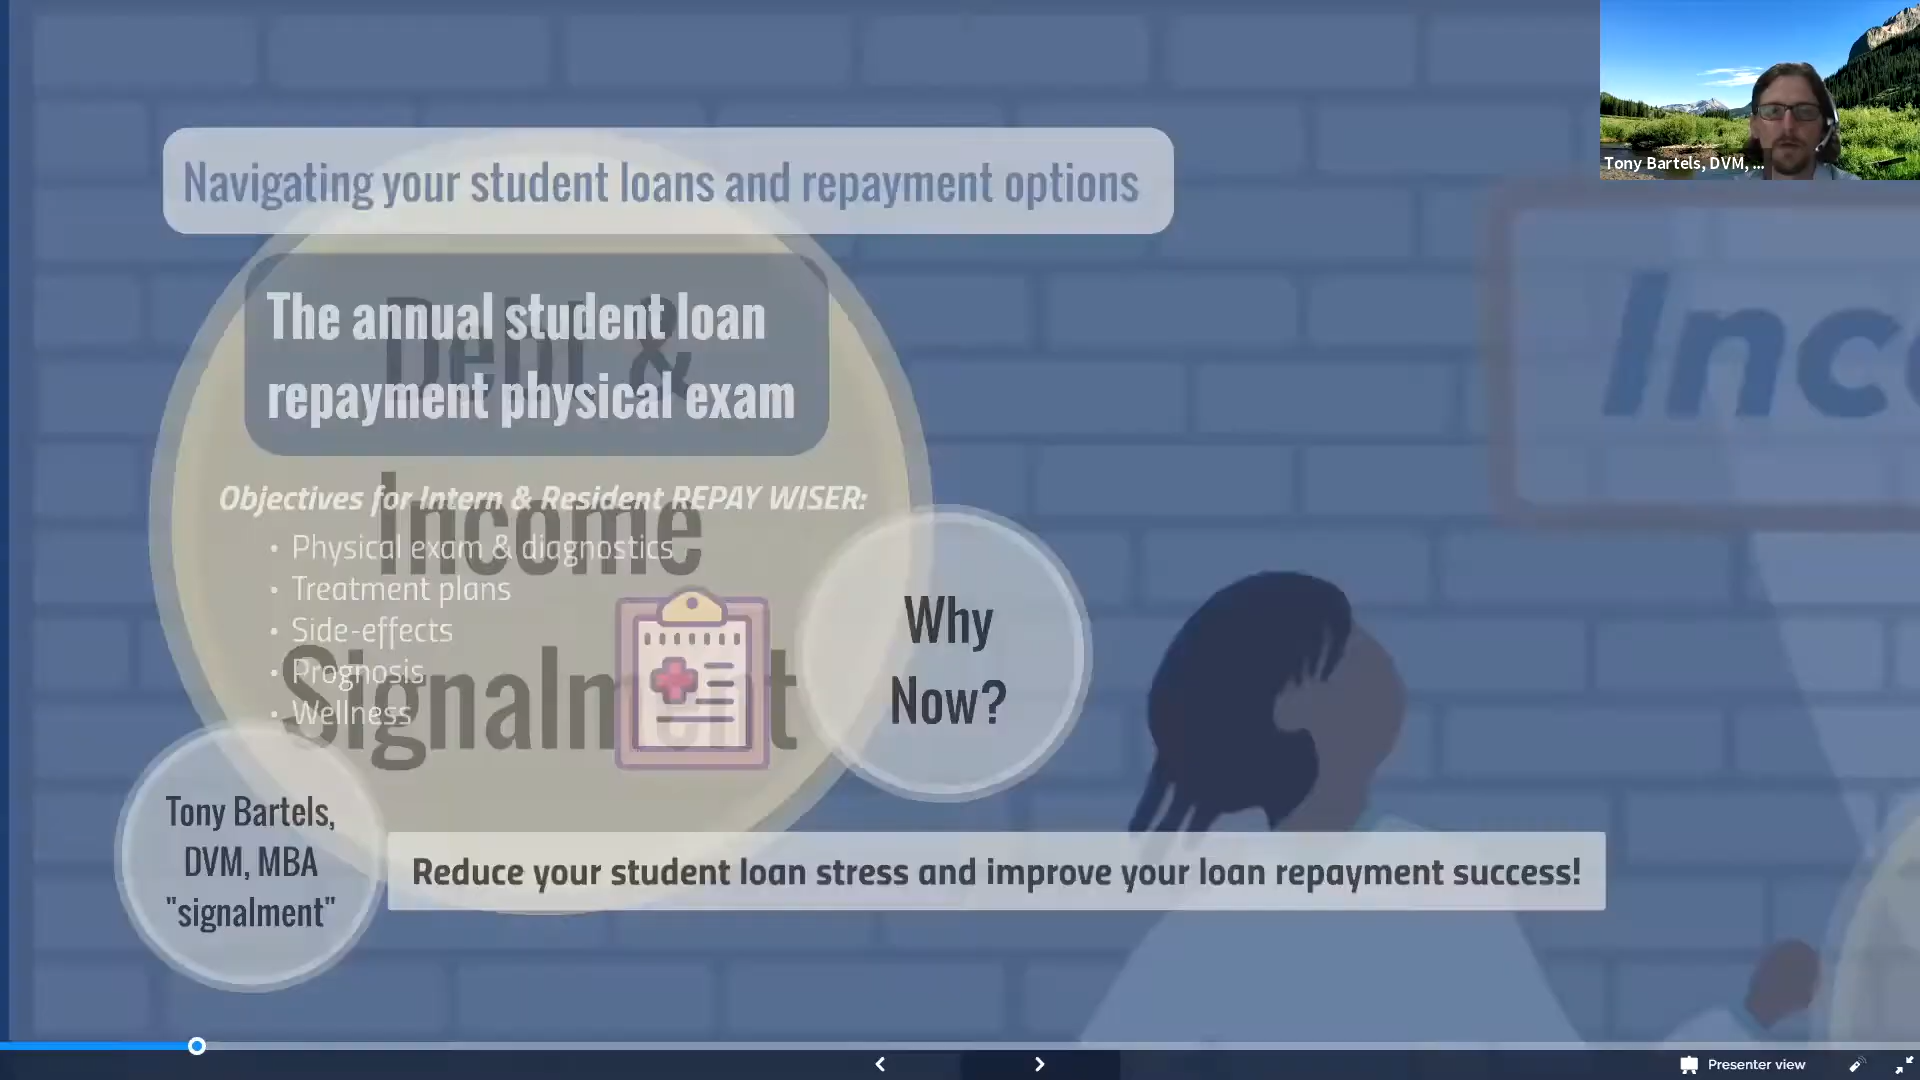 Tony Bartels, DVM, ...
Navigating your student loans and repayment options
The annual student loan
repayment physical exam
Debt &
Income
Signalment
Objectives for Intern & Resident REPAY WISER:
• Physical exam & diagnostics
• Treatment plans
• Side-effects
• Prognosis
• Wellness
Why
Now?
Inc
Tony Bartels,
DVM, MBA
"signalment"
Reduce your student loan stress and improve your loan repayment success!
Presenter view